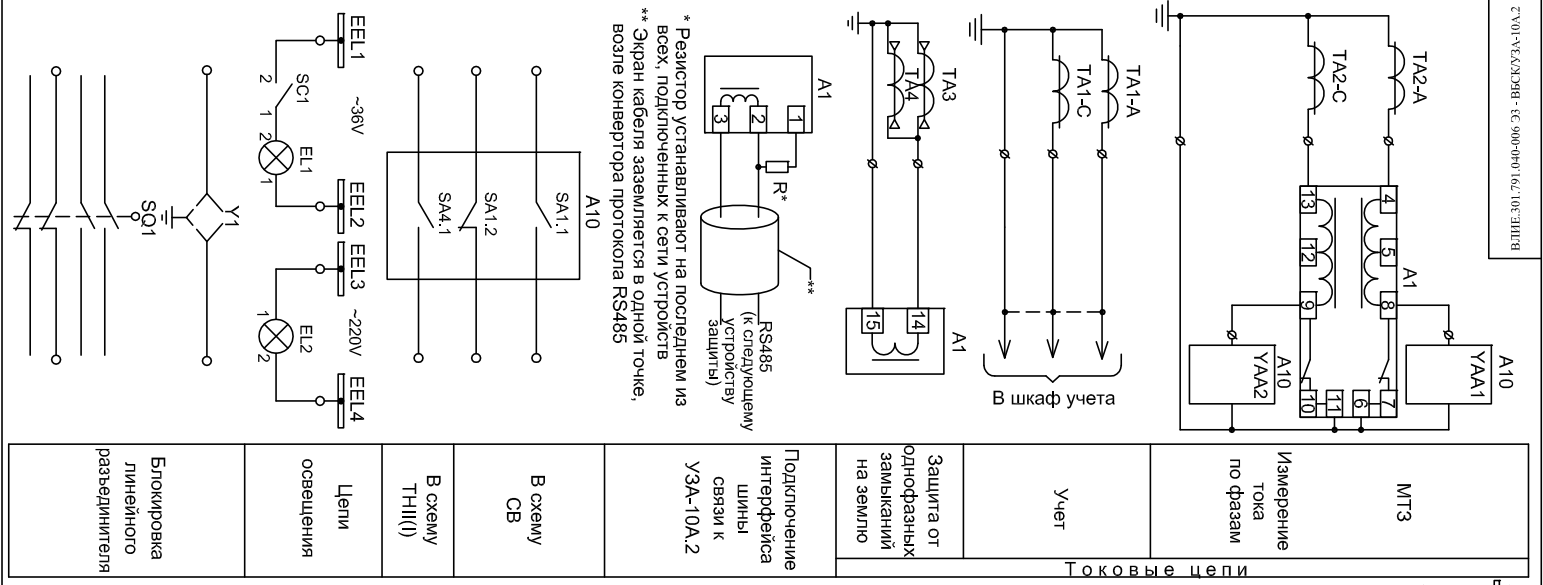 ВЛИЕ.301.101.791.040-006 ЭЗ - ВБСК/УЗА-10А.2
TA2-A
TA2-C
4
5
A1
8
13
12
9
7
6
11
10
A10
YAA1
A10
YAA2
МТЗ
Измерение
тока
по фазам
TA1-A
TA1-C
В шкаф учета
Учет
Токовые цепи
TA3
TA4
A1
14
15
Защита от
однофазных
замыканий
на землю
A1
1
2
3
R*
**
RS485
(к следующему
устройству
защиты)
* Резистор устанавливают на последнем из
всех, подключенных к сети устройств
** Экран кабеля заземляется в одной точке,
возле конвертора протокола RS485
Подключение
интерфейса
шины
связи к
УЗА-10А.2
A10
SA1.1
SA1.2
SA4.1
В схему
СВ
В схему
ТНII(I)
EEL1
~36V
EEL2
EEL3
~220V
EEL4
SC1
2
1
2
EL1
1
1
EL2
2
Цепи
освещения
Y1
SQ1
Блокировка
линейного
разъединителя